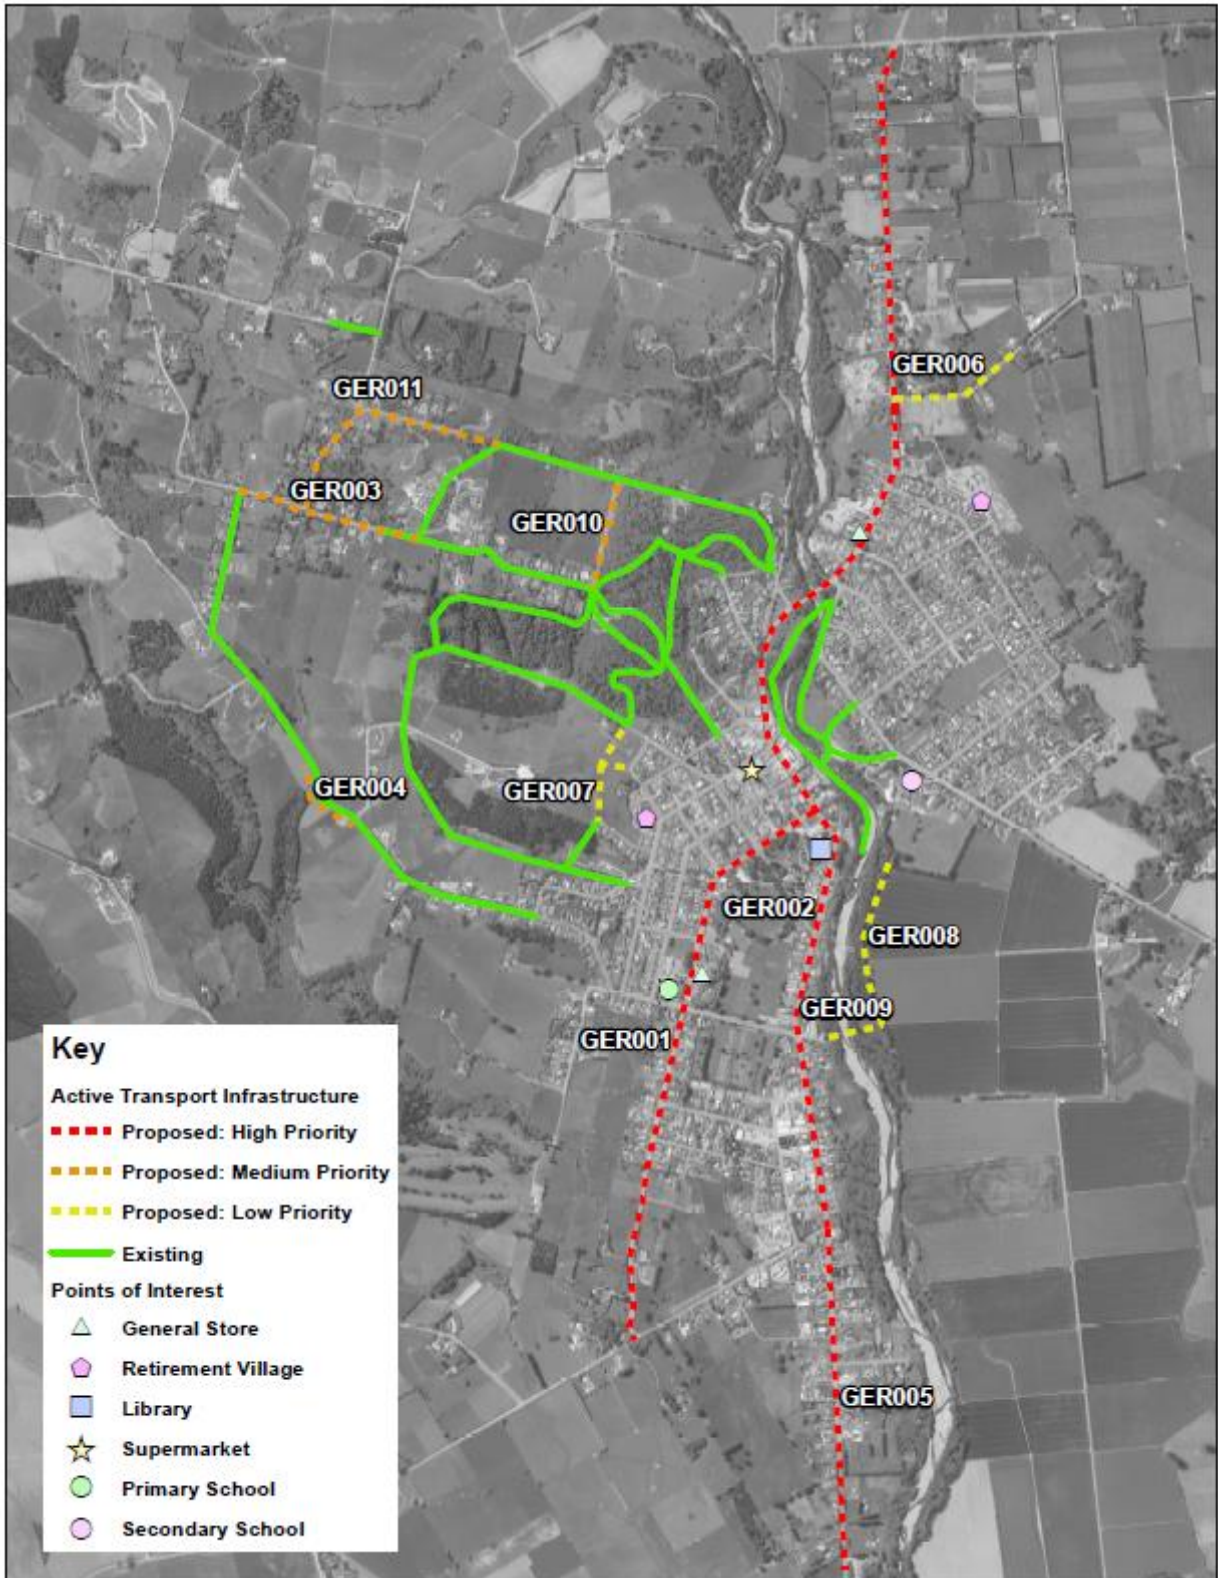 GER006
GER011
GER003
GER010
GER004
GER007
GER002
GER008
GER009
GER001
GER005
Key
Active Transport Infrastructure
Proposed: High Priority
Proposed: Medium Priority
Proposed: Low Priority
Existing
Points of Interest
General Store
Retirement Village
Library
Supermarket
Primary School
Secondary School